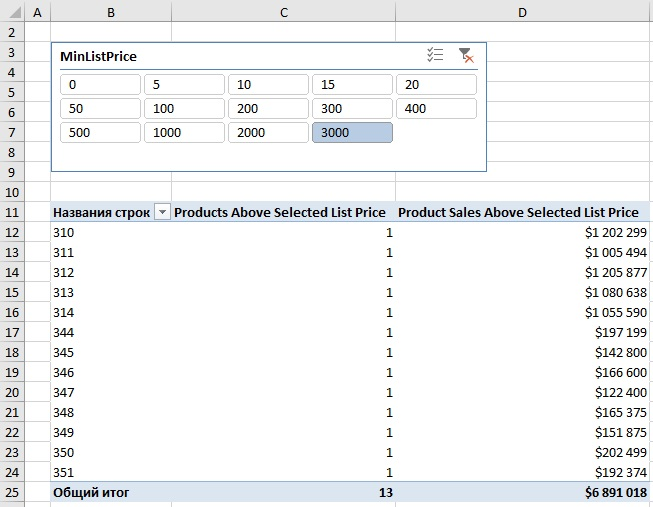 A B C D
2
3 MinListPrice
4 0 5 10 15 20
5
6 50 100 200 300 400
7 500 1000 2000 3000
8
9
10
11 Названия строк Products Above Selected List Price Product Sales Above Selected List Price
12 310 1 $1 202 299
13 311 1 $1 005 494
14 312 1 $1 205 877
15 313 1 $1 080 638
16 314 1 $1 055 590
17 344 1 $197 199
18 345 1 $142 800
19 346 1 $166 600
20 347 1 $122 400
21 348 1 $165 375
22 349 1 $151 875
23 350 1 $202 499
24 351 1 $192 374
25 Общий итог 13 $6 891 018